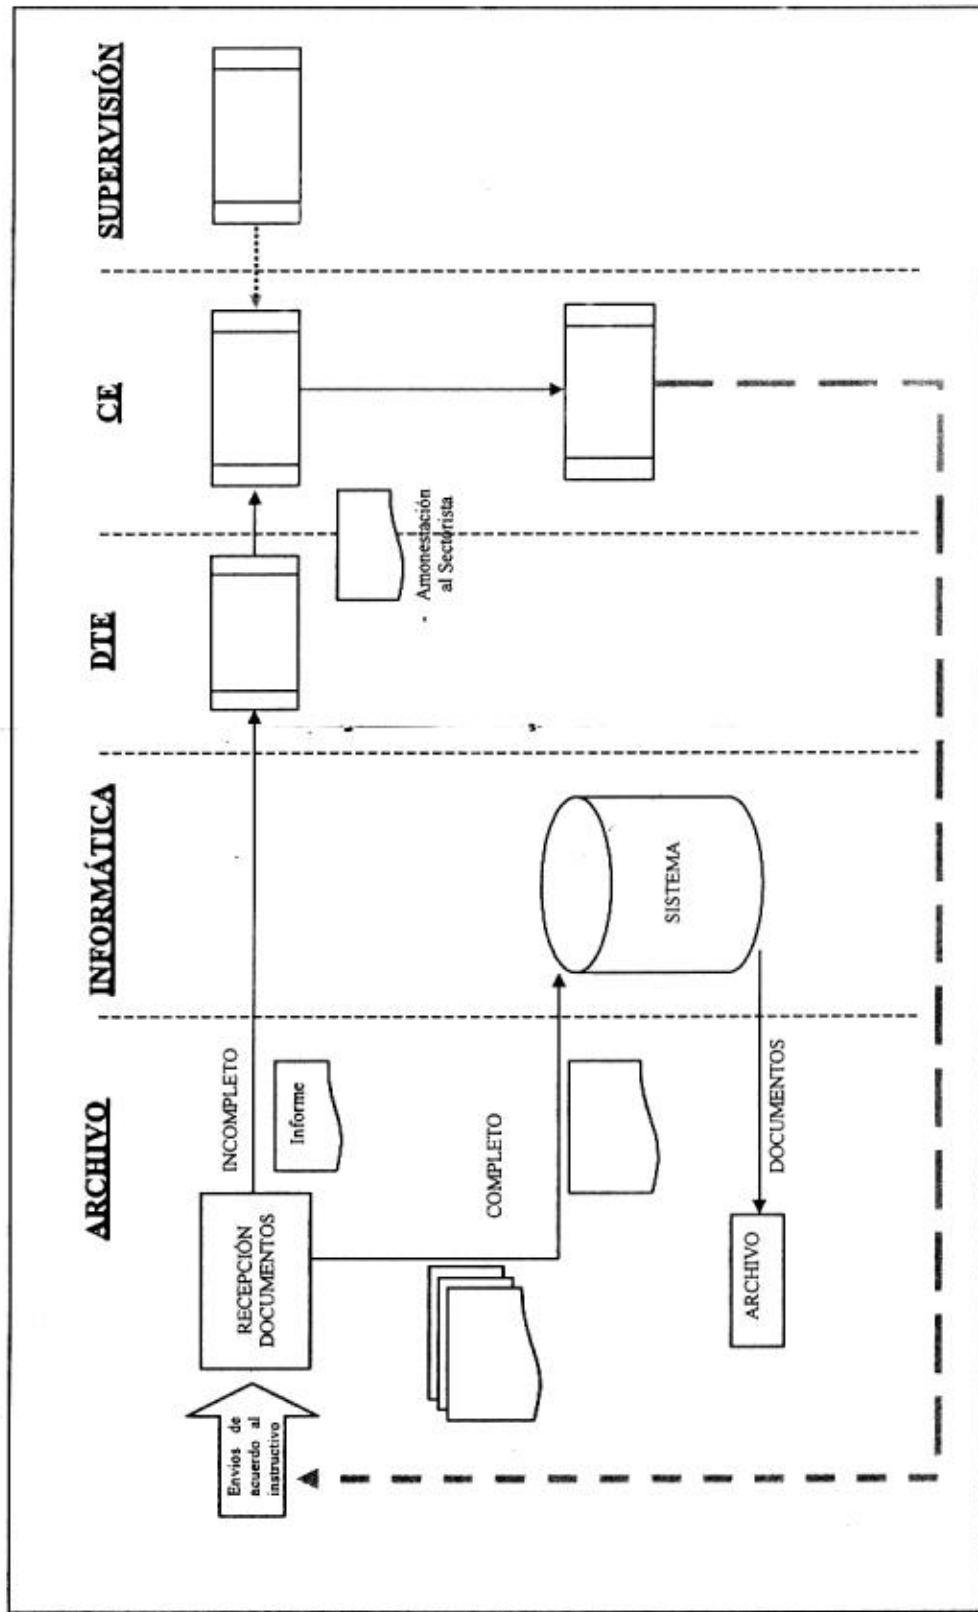 ARCHIVO
INFORMÁTICA
DTE
CE
SUPERVISIÓN
Envíos de
acuerdo al
instructivo
RECEPCIÓN
DOCUMENTOS
INCOMPLETO
Informe
- Amonestación
al Sectorista
COMPLETO
SISTEMA
DOCUMENTOS
ARCHIVO